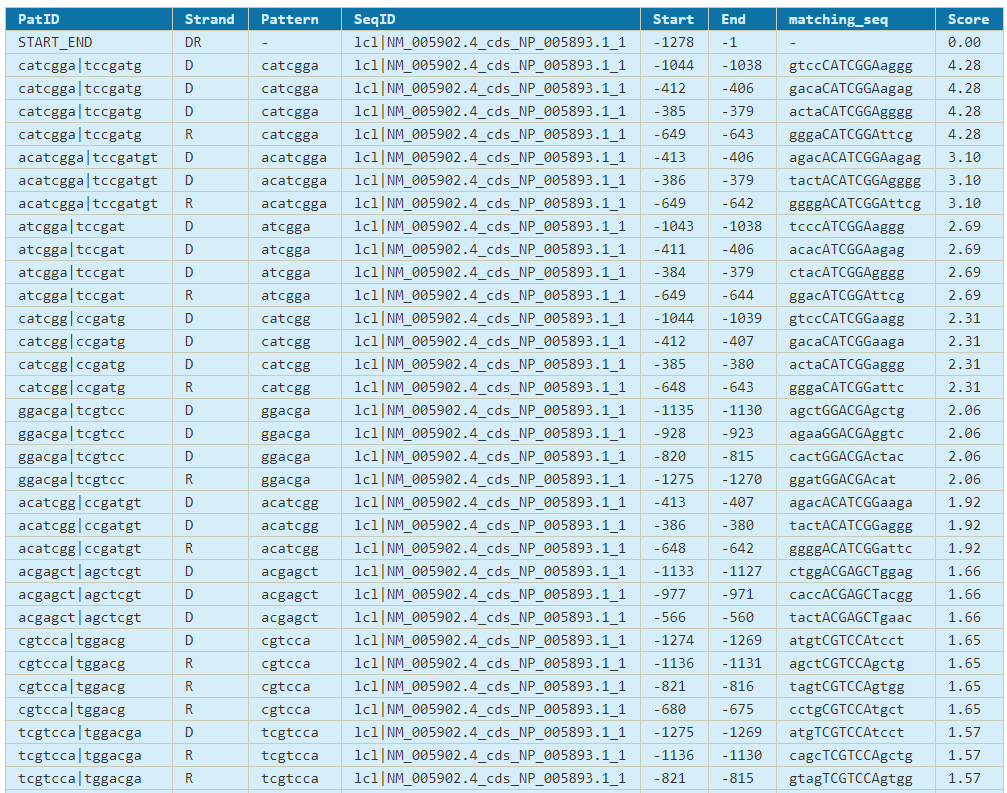 PatID Strand Pattern SeqID Start End matching_seq Score
START_END DR - lcl|NM_005902.4_cds_NP_005893.1_1 -1278 -1 - 0.00
catcgga|tccgatg D catcgga lcl|NM_005902.4_cds_NP_005893.1_1 -1044 -1038 gtccCATCGGAaggg 4.28
catcgga|tccgatg D catcgga lcl|NM_005902.4_cds_NP_005893.1_1 -412 -406 gacaCATCGGAagag 4.28
catcgga|tccgatg D catcgga lcl|NM_005902.4_cds_NP_005893.1_1 -385 -379 actaCATCGGAgggg 4.28
catcgga|tccgatg R catcgga lcl|NM_005902.4_cds_NP_005893.1_1 -649 -643 gggaCATCGGAttcg 4.28
acatcgga|tccgatgt D acatcgga lcl|NM_005902.4_cds_NP_005893.1_1 -413 -406 agacACATCGGAagag 3.10
acatcgga|tccgatgt D acatcgga lcl|NM_005902.4_cds_NP_005893.1_1 -386 -379 tactACATCGGAgggg 3.10
acatcgga|tccgatgt R acatcgga lcl|NM_005902.4_cds_NP_005893.1_1 -649 -642 ggggACATCGGAttcg 3.10
atcgga|tccgat D atcgga lcl|NM_005902.4_cds_NP_005893.1_1 -1043 -1038 tcccATCGGAaggg 2.69
atcgga|tccgat D atcgga lcl|NM_005902.4_cds_NP_005893.1_1 -411 -406 acacATCGGAagag 2.69
atcgga|tccgat D atcgga lcl|NM_005902.4_cds_NP_005893.1_1 -384 -379 ctacATCGGAgggg 2.69
atcgga|tccgat R atcgga lcl|NM_005902.4_cds_NP_005893.1_1 -649 -644 ggacATCGGAttcg 2.69
catcgg|ccgatg D catcgg lcl|NM_005902.4_cds_NP_005893.1_1 -1044 -1039 gtccCATCGGaagg 2.31
catcgg|ccgatg D catcgg lcl|NM_005902.4_cds_NP_005893.1_1 -412 -407 gacaCATCGGaaga 2.31
catcgg|ccgatg D catcgg lcl|NM_005902.4_cds_NP_005893.1_1 -385 -380 actaCATCGGaggg 2.31
catcgg|ccgatg R catcgg lcl|NM_005902.4_cds_NP_005893.1_1 -648 -643 gggaCATCGGattc 2.31
ggacga|tcgtcc D ggacga lcl|NM_005902.4_cds_NP_005893.1_1 -1135 -1130 agctGGACGAgctg 2.06
ggacga|tcgtcc D ggacga lcl|NM_005902.4_cds_NP_005893.1_1 -928 -923 agaaGGACGAggtc 2.06
ggacga|tcgtcc D ggacga lcl|NM_005902.4_cds_NP_005893.1_1 -820 -815 cactGGACGActac 2.06
ggacga|tcgtcc R ggacga lcl|NM_005902.4_cds_NP_005893.1_1 -1275 -1270 ggatGGACGAcat 2.06
acatcgg|ccgatgt D acatcgg lcl|NM_005902.4_cds_NP_005893.1_1 -413 -407 agacACATCGGaaga 1.92
acatcgg|ccgatgt D acatcgg lcl|NM_005902.4_cds_NP_005893.1_1 -386 -380 tactACATCGGaggg 1.92
acatcgg|ccgatgt R acatcgg lcl|NM_005902.4_cds_NP_005893.1_1 -648 -642 ggggACATCGGattc 1.92
acgagct|agctcgt D acgagct lcl|NM_005902.4_cds_NP_005893.1_1 -1133 -1127 ctggACGAGCTggag 1.66
acgagct|agctcgt D acgagct lcl|NM_005902.4_cds_NP_005893.1_1 -977 -971 caccACGAGCTacgg 1.66
acgagct|agctcgt D acgagct lcl|NM_005902.4_cds_NP_005893.1_1 -566 -560 tactACGAGCTgaac 1.66
cgtcca|tggacg D cgtcca lcl|NM_005902.4_cds_NP_005893.1_1 -1274 -1269 atgtCGTCCAtcct 1.65
cgtcca|tggacg R cgtcca lcl|NM_005902.4_cds_NP_005893.1_1 -1136 -1131 agctCGTCCAgctg 1.65
cgtcca|tggacg R cgtcca lcl|NM_005902.4_cds_NP_005893.1_1 -821 -816 tagtCGTCCAgtgg 1.65
cgtcca|tggacg R cgtcca lcl|NM_005902.4_cds_NP_005893.1_1 -680 -675 cctgCGTCCAtgct 1.65
tcgtcca|tggacga D tcgtcca lcl|NM_005902.4_cds_NP_005893.1_1 -1275 -1269 atgTCGTCCAtcct 1.57
tcgtcca|tggacga R tcgtcca lcl|NM_005902.4_cds_NP_005893.1_1 -1136 -1130 cagcTCGTCCAgctg 1.57
tcgtcca|tggacga R tcgtcca lcl|NM_005902.4_cds_NP_005893.1_1 -821 -815 gtagTCGTCCAgtgg 1.57